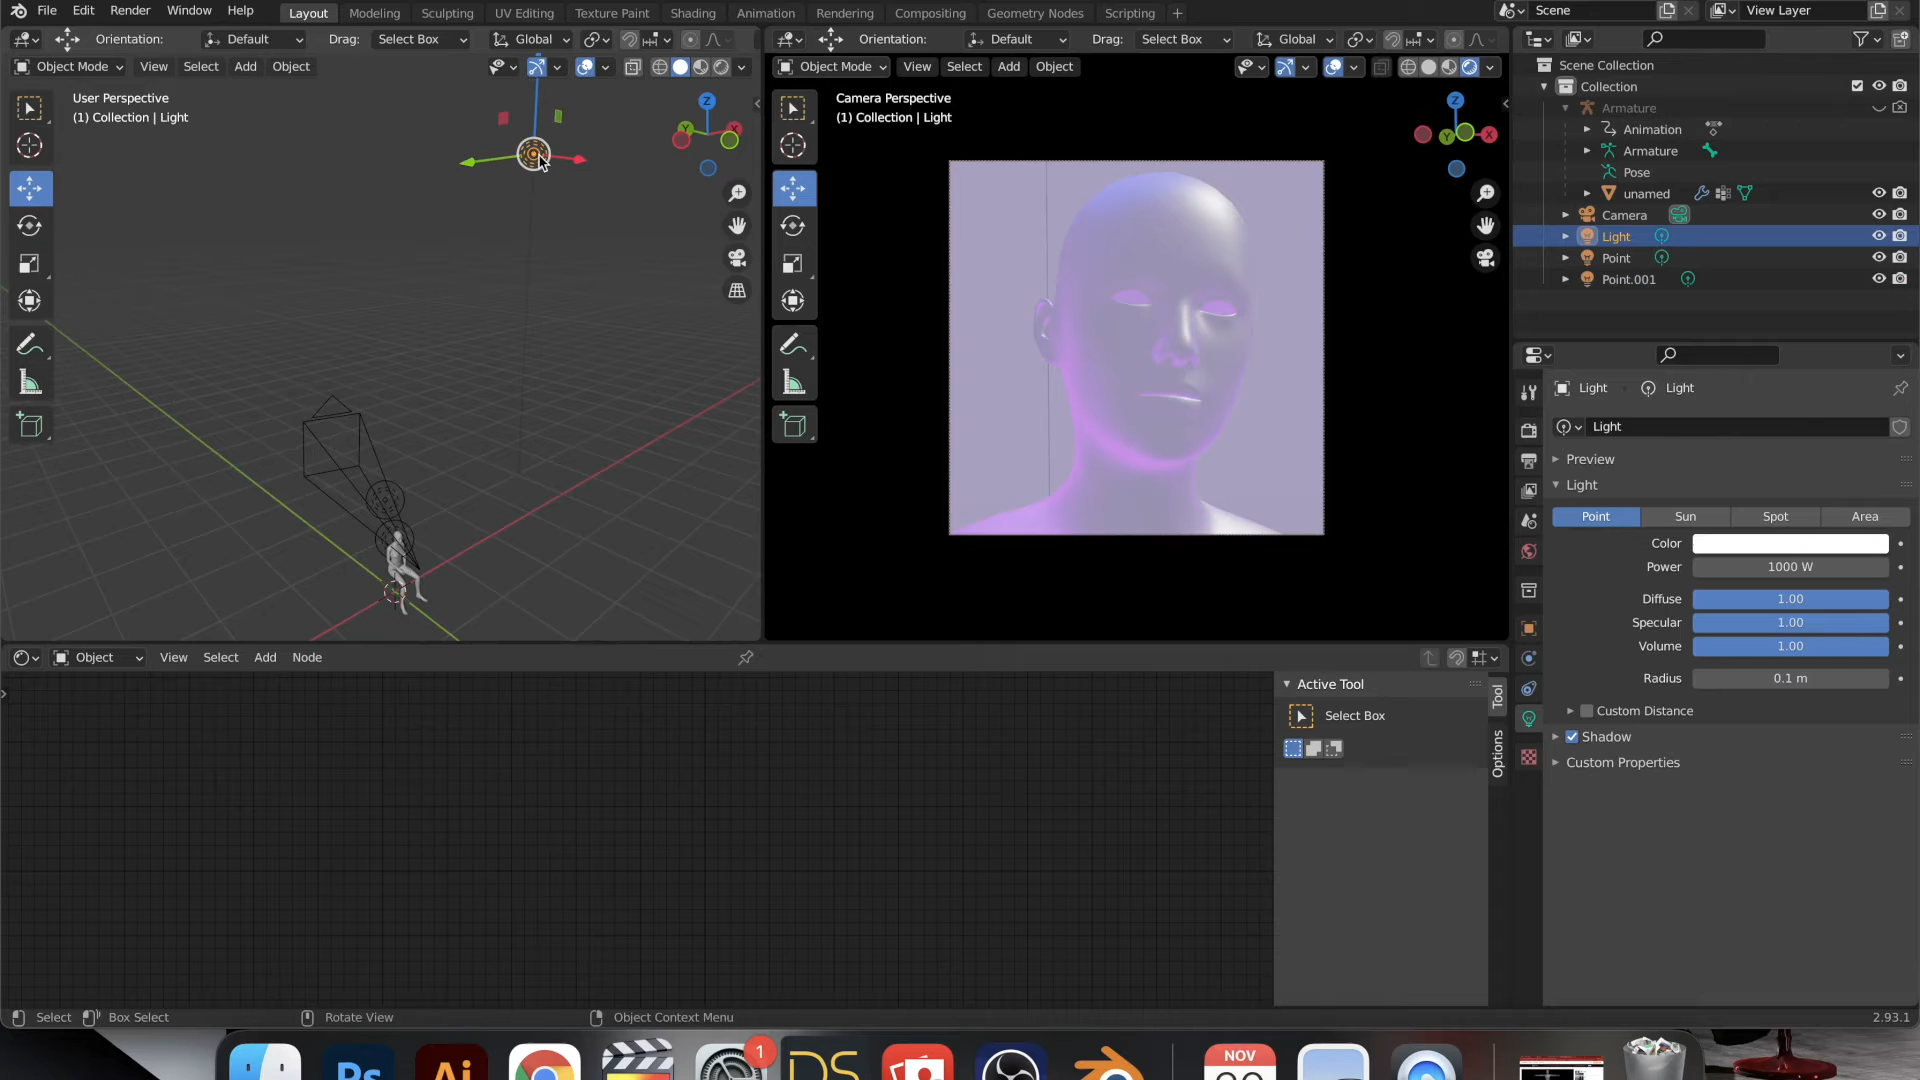 File Edit Render Window Help Layout Modeling Sculpting UV Editing Texture Paint Shading Animation Rendering Compositing Geometry Nodes Scripting + Scene View Layer
Orientation: Default Drag: Select Box Global Orientation: Default Drag: Select Box Global
Object Mode View Select Add Object Object Mode View Select Add Object
Scene Collection
Collection
Armature
Animation
Armature
Pose
unamed
Camera
Light
Point
Point.001
User Perspective
(1) Collection | Light
Z
Camera Perspective
(1) Collection | Light
Z
X
Y
Light Light
Light
Preview
Light
Point Sun Spot Area
Color
Power 1000 W
Diffuse 1.00
Specular 1.00
Volume 1.00
Radius 0.1 m
Custom Distance
Shadow
Custom Properties
Object View Select Add Node
Active Tool
Select Box
Tool
Options
Select Box Select Rotate View Object Context Menu 2.93.1
1
Ps Ai DS NOV